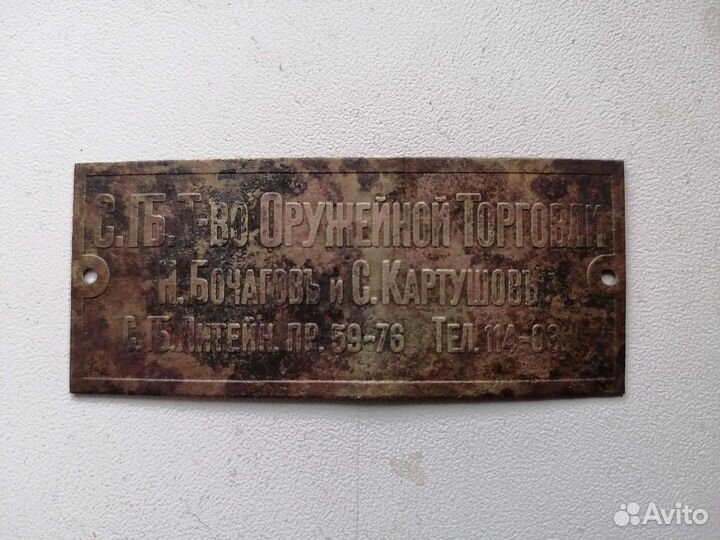 С.ПБ. Т-во Оружейной Торговли
Н. Бочаговъ и С. Картушовъ
С.ПБ. Литейн. пр. 59-76 Тел. 114-03
Avito